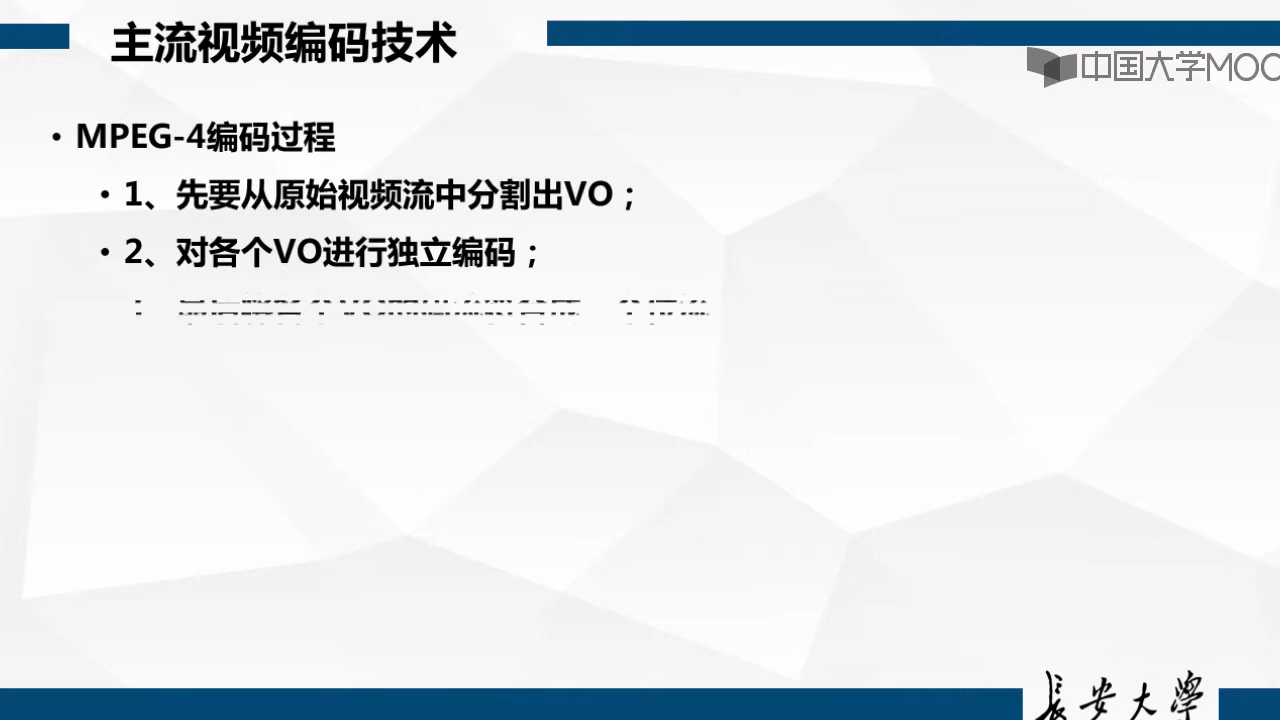 主流视频编码技术
中国大学MOO
• MPEG-4编码过程
• 1、先要从原始视频流中分割出VO；
• 2、对各个VO进行独立编码；
长安大学